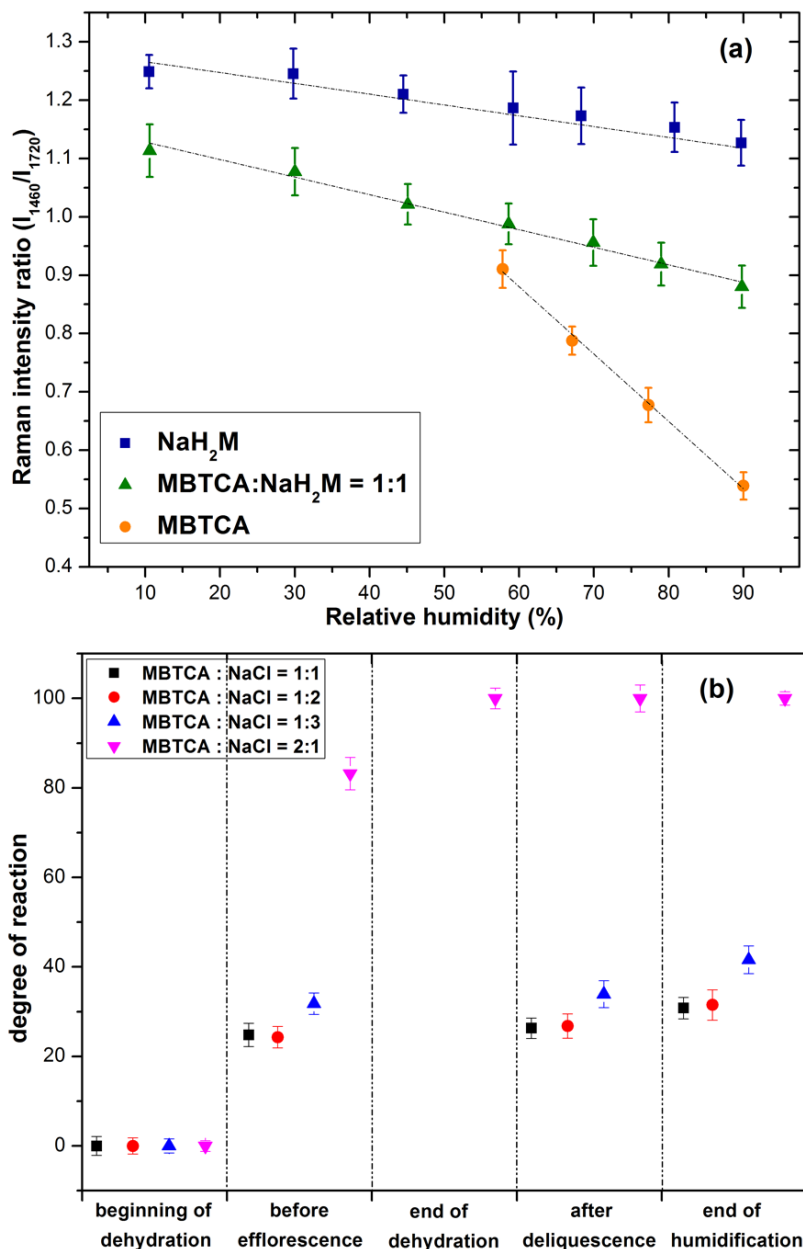 (a)
Raman intensity ratio (I₁₄₆₀/I₁₇₂₀)
1.3
1.2
1.1
1.0
0.9
0.8
0.7
0.6
0.5
0.4
NaH₂M
MBTCA:NaH₂M = 1:1
MBTCA
10 20 30 40 50 60 70 80 90
Relative humidity (%)
(b)
MBTCA : NaCl = 1:1
MBTCA : NaCl = 1:2
MBTCA : NaCl = 1:3
MBTCA : NaCl = 2:1
degree of reaction
100
80
60
40
20
0
beginning of
dehydration
before
efflorescence
end of
dehydration
after
deliquescence
end of
humidification